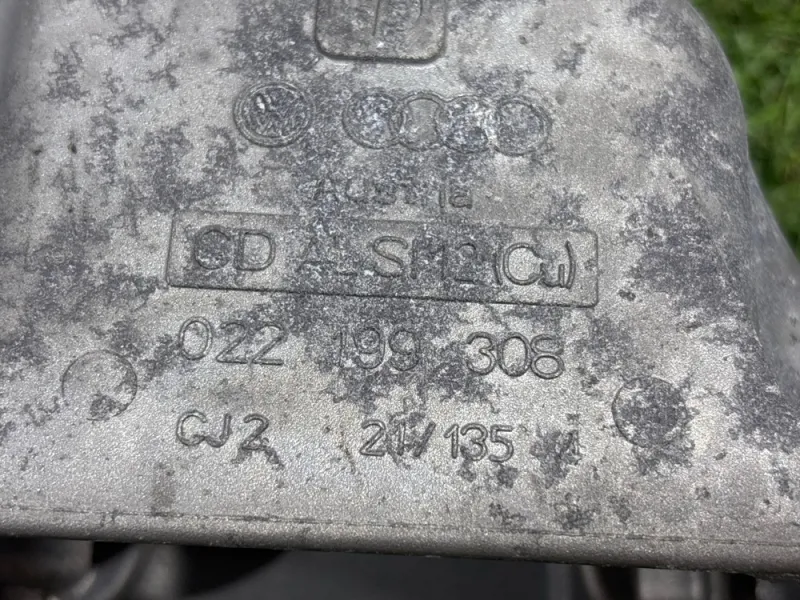 Austria
GD ALSi12(Cu)
022 199 308
CJ2 21/135